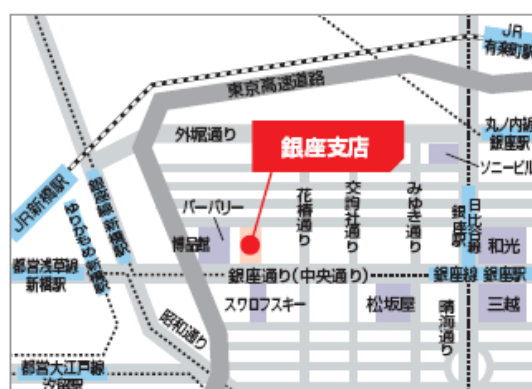 JR
有楽町駅
東京高速道路
丸ノ内線
銀座駅
外堀通り
銀座支店
ソニービル
JR新橋駅
銀座線 新橋駅
ゆりかもめ 新橋駅
バーバリー
博品館
花椿通り
交詢社通り
みゆき通り
日比谷線
銀座駅
和光
都営浅草線
新橋駅
銀座通り(中央通り)
銀座線 銀座駅
スワロフスキー
松坂屋
三越
昭和通り
晴海通り
都営大江戸線
汐留駅